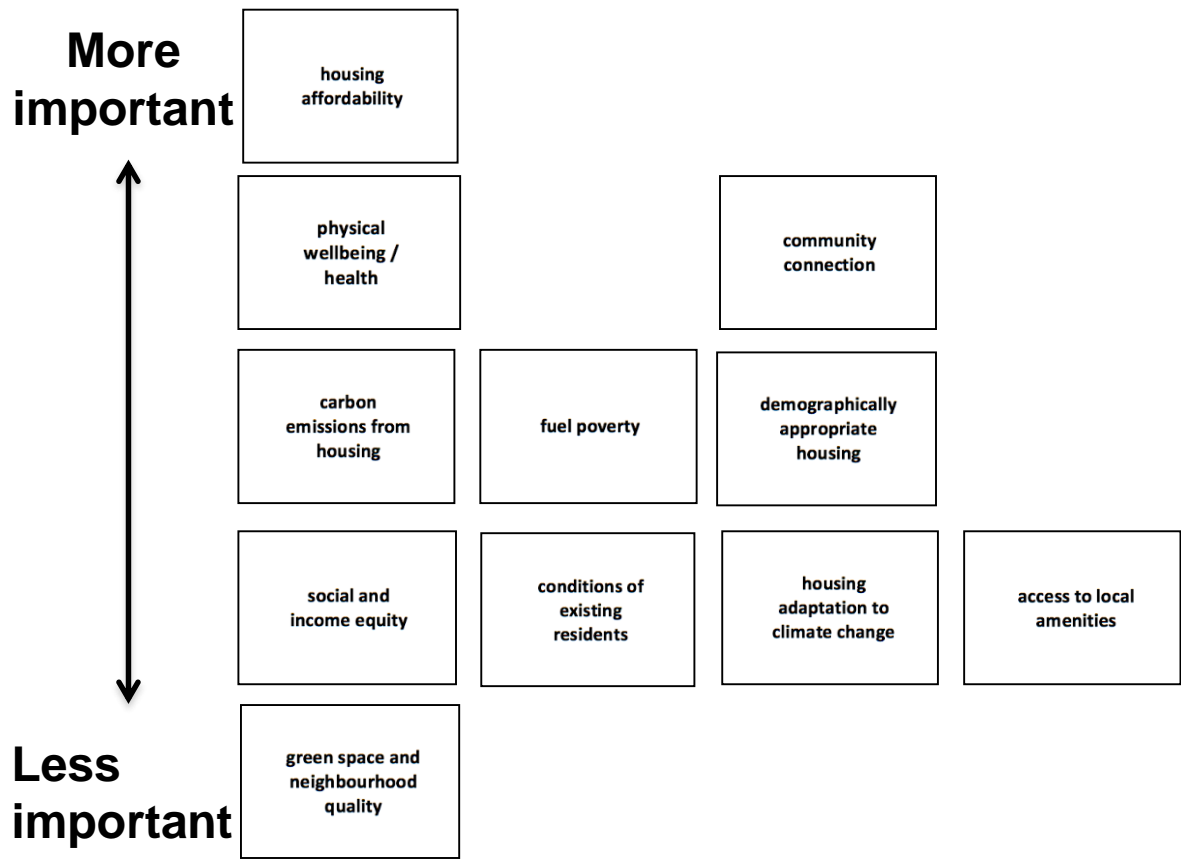 More
important
housing
affordability
physical
wellbeing /
health
community
connection
carbon
emissions from
housing
fuel poverty
demographically
appropriate
housing
social and
income equity
conditions of
existing
residents
housing
adaptation to
climate change
access to local
amenities
Less
important
green space and
neighbourhood
quality